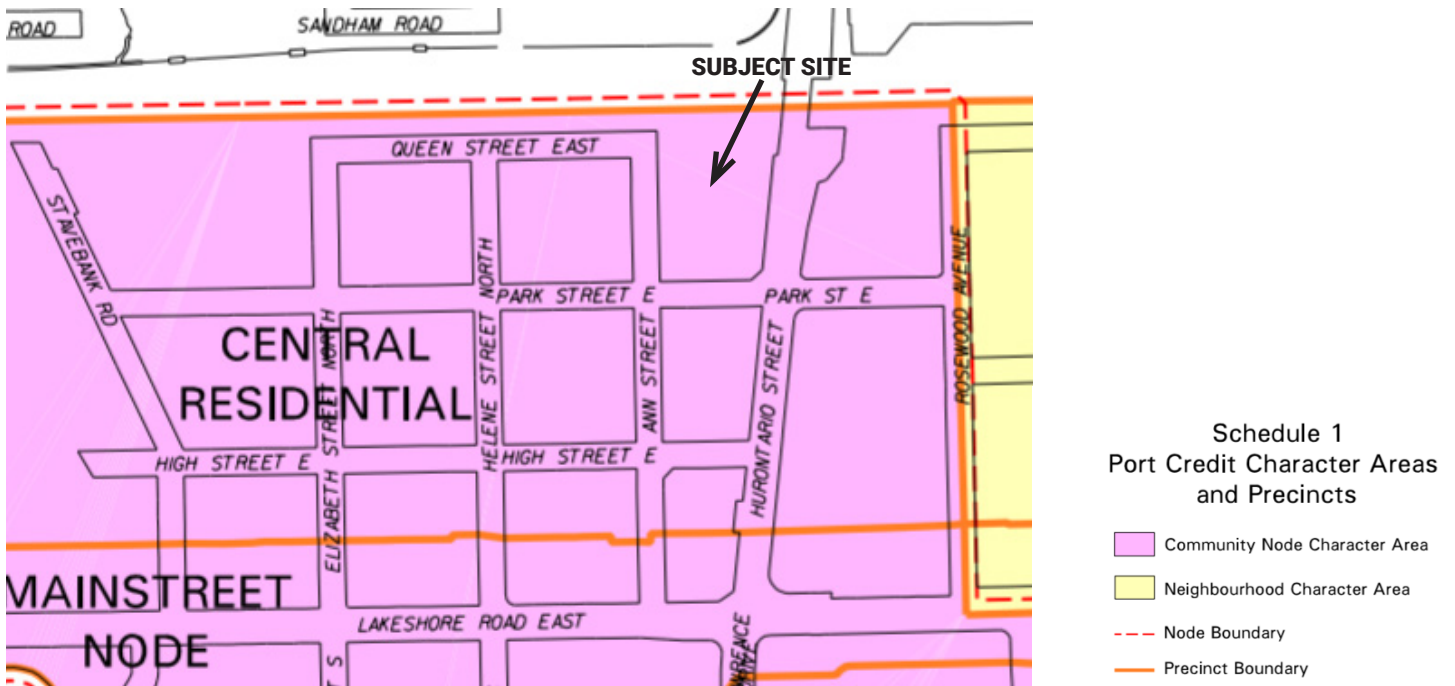 ROAD
SANDHAM ROAD
SUBJECT SITE
QUEEN STREET EAST
STAVEBANK RD
HELENE STREET NORTH
PARK STREET E
PARK ST E
ROSEWOOD AVENUE
CENTRAL
RESIDENTIAL
ELIZABETH STREET NORTH
ANN STREET
HURONTARIO STREET
HIGH STREET E
HIGH STREET E
MAINSTREET
NODE
LAKESHORE ROAD EAST
T S
Schedule 1
Port Credit Character Areas
and Precincts
Community Node Character Area
Neighbourhood Character Area
Node Boundary
Precinct Boundary